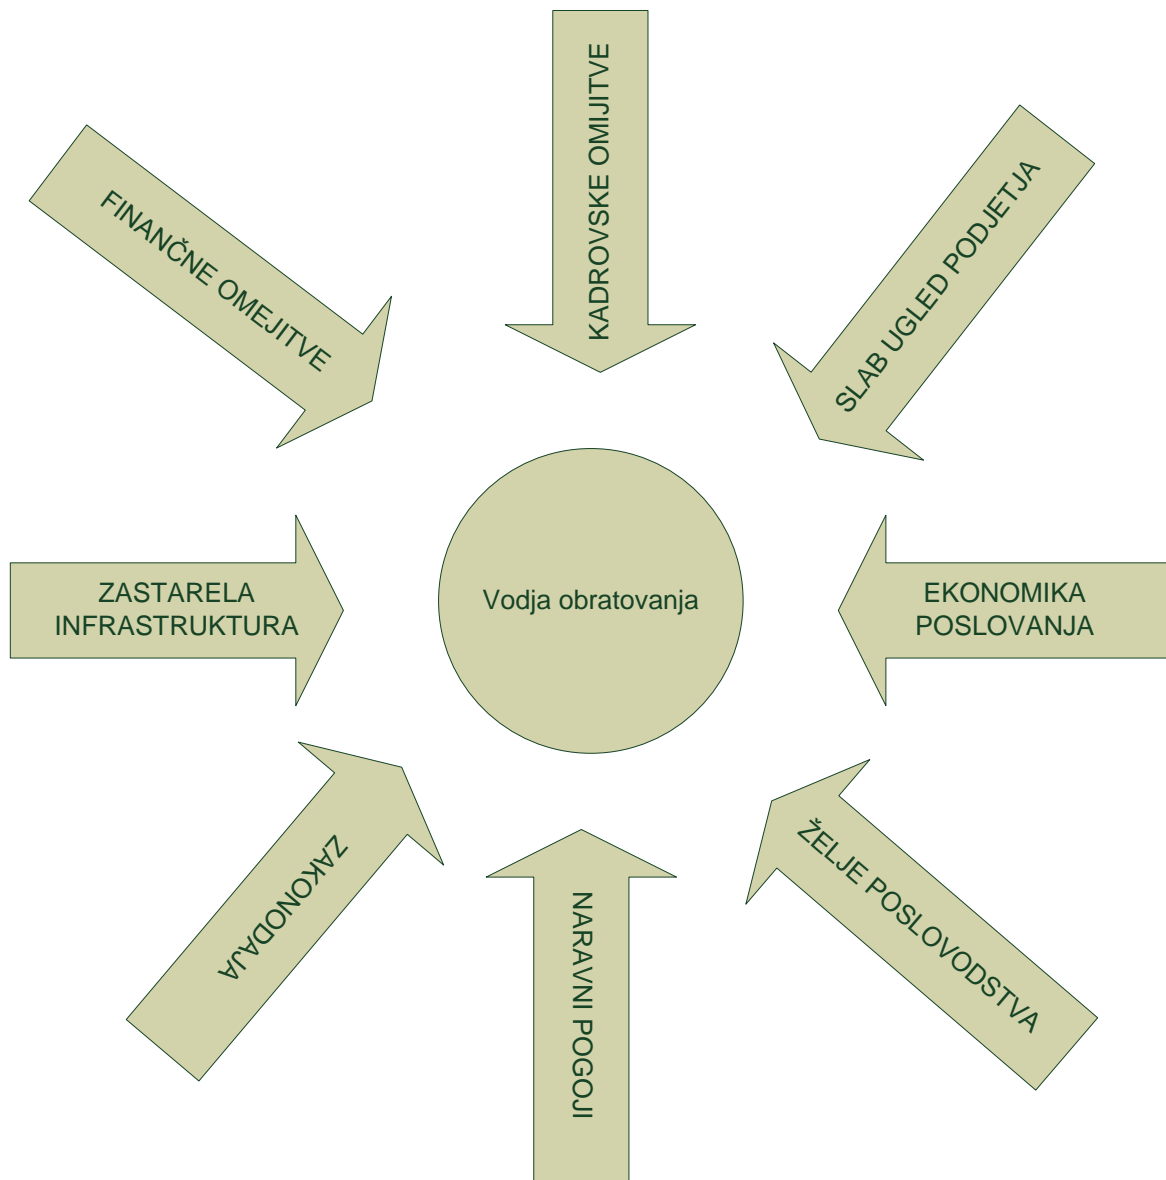 KADROVSKE OMIJITVE
FINANČNE OMEJITVE
SLAB UGLED PODJETJA
ZASTARELA
INFRASTRUKTURA
Vodja obratovanja
EKONOMIKA
POSLOVANJA
ZAKONODAJA
NARAVNI POGOJI
ŽELJE POSLOVODSTVA